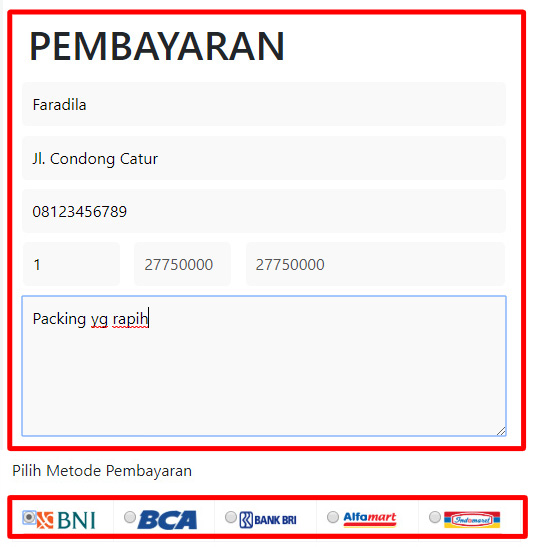 PEMBAYARAN
Faradila
Jl. Condong Catur
08123456789
1 27750000 27750000
Packing yg rapih
Pilih Metode Pembayaran
BNI BCA BANK BRI Alfamart Indomaret